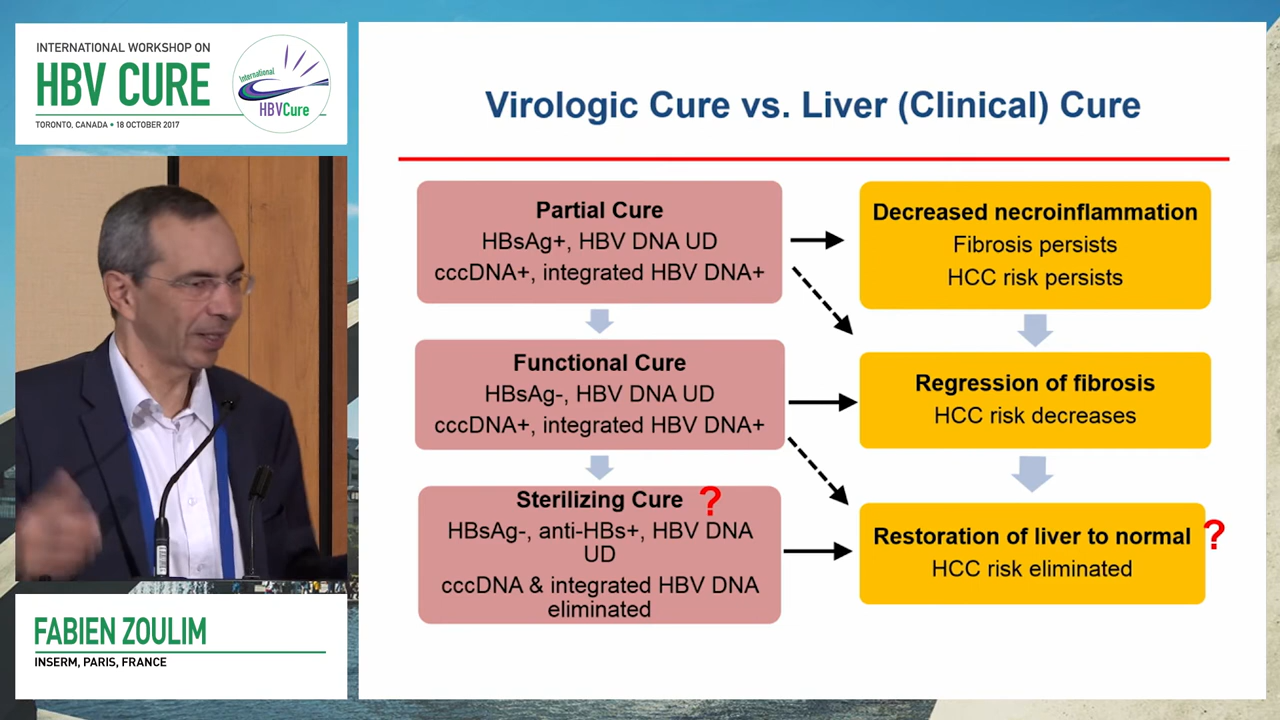 INTERNATIONAL WORKSHOP ON
HBV CURE
TORONTO, CANADA • 18 OCTOBER 2017
International
HBVCure
Virologic Cure vs. Liver (Clinical) Cure
Partial Cure
HBsAg+, HBV DNA UD
cccDNA+, integrated HBV DNA+
Decreased necroinflammation
Fibrosis persists
HCC risk persists
Functional Cure
HBsAg-, HBV DNA UD
cccDNA+, integrated HBV DNA+
Regression of fibrosis
HCC risk decreases
Sterilizing Cure ?
HBsAg-, anti-HBs+, HBV DNA
UD
cccDNA & integrated HBV DNA
eliminated
Restoration of liver to normal ?
HCC risk eliminated
FABIEN ZOULIM
INSERM, PARIS, FRANCE